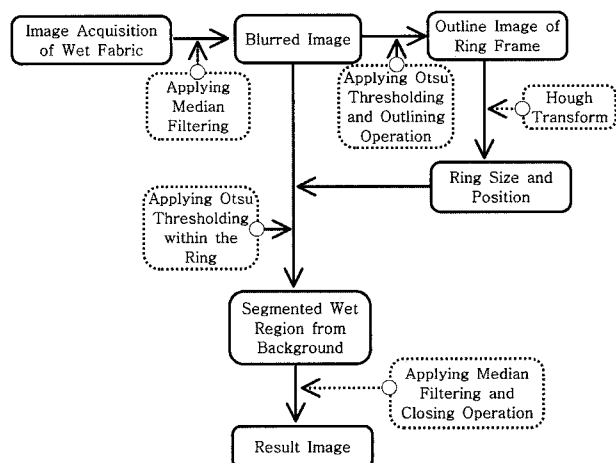 Image Acquisition
of Wet Fabric
Blurred Image
Outline Image of
Ring Frame
Applying
Median
Filtering
Applying Otsu
Thresholding
and Outlining
Operation
Hough
Transform
Ring Size and
Position
Applying Otsu
Thresholding
within the
Ring
Segmented Wet
Region from
Background
Applying Median
Filtering and
Closing Operation
Result Image